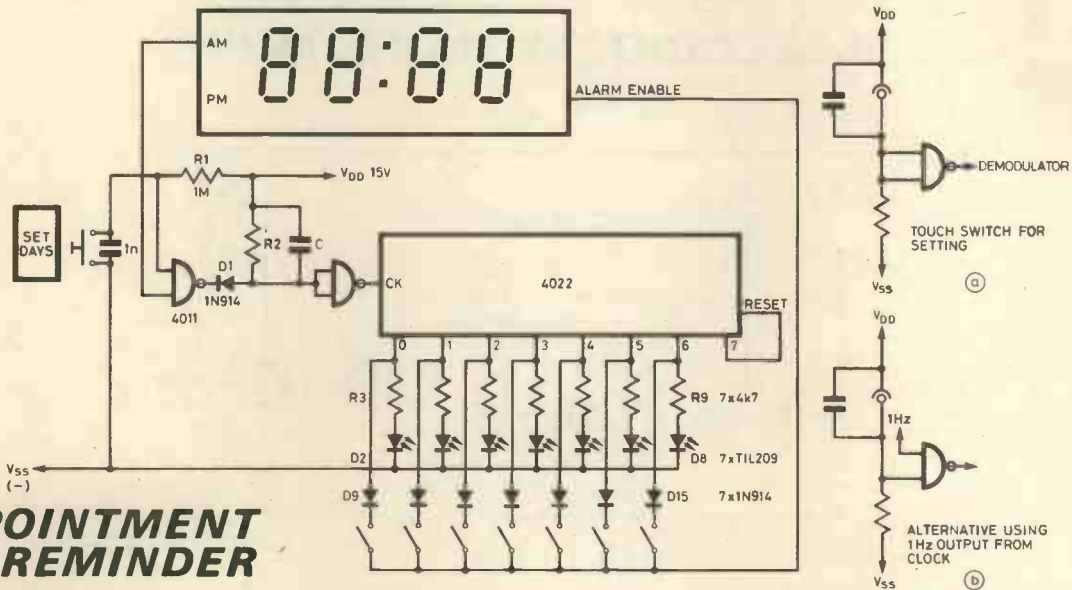 AM
PM
88:88
ALARM ENABLE
R1
1M
VDD 15V
SET
DAYS
1n
R2
C
D1
1N914
4011
CK
4022
RESET
0
1
2
3
4
5
6
7
R3
R9
7x4k7
D2
D8
7xTIL209
VSS
(-)
D9
D15
7x1N914
POINTMENT
REMINDER
VDD
DEMODULATOR
TOUCH SWITCH FOR
SETTING
VSS
a
VDD
1Hz
ALTERNATIVE USING
1Hz OUTPUT FROM
CLOCK
VSS
b